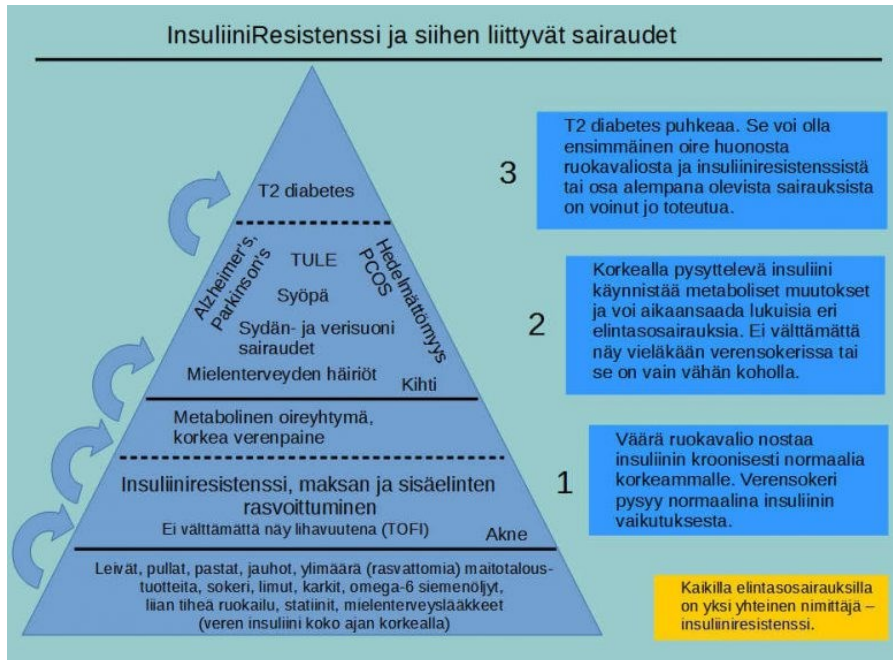 InsuliiniResistenssi ja siihen liittyvät sairaudet
T2 diabetes
Alzheimer's,
Parkinson's
TULE
Syöpä
Hedelmättömyys
PCOS
Sydän- ja verisuoni
sairaudet
Mielenterveyden häiriöt
Kihti
Metabolinen oireyhtymä,
korkea verenpaine
Insuliiniresistenssi, maksan ja sisäelinten
rasvoittuminen
Ei välttämättä näy lihavuutena (TOFI)
Akne
Leivät, pullat, pastat, jauhot, ylimäärä (rasvattomia) maitotalous-
tuotteita, sokeri, limut, karkit, omega-6 siemenöljyt,
liian tiheä ruokailu, statiinit, mielenterveyslääkkeet
(veren insuliini koko ajan korkealla)
3
T2 diabetes puhkeaa. Se voi olla
ensimmäinen oire huonosta
ruokavaliosta ja insuliiniresistenssistä
tai osa alempana olevista sairauksista
on voinut jo toteutua.
2
Korkealla pysyttelevä insuliini
käynnistää metaboliset muutokset
ja voi aikaansaada lukuisia eri
elintasosairauksia. Ei välttämättä
näy vieläkään verensokerissa tai
se on vain vähän koholla.
1
Väärä ruokavalio nostaa
insuliinin kroonisesti normaalia
korkeammalle. Verensokeri
pysyy normaalina insuliinin
vaikutuksesta.
Kaikilla elintasosairauksilla
on yksi yhteinen nimittäjä –
insuliiniresistenssi.